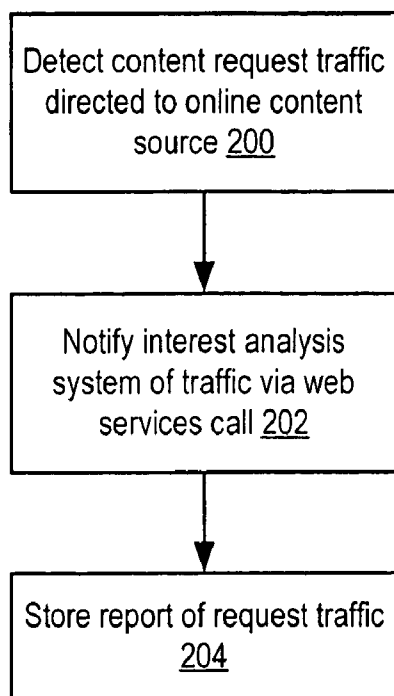 Detect content request traffic
directed to online content
source 200
Notify interest analysis
system of traffic via web
services call 202
Store report of request traffic
204